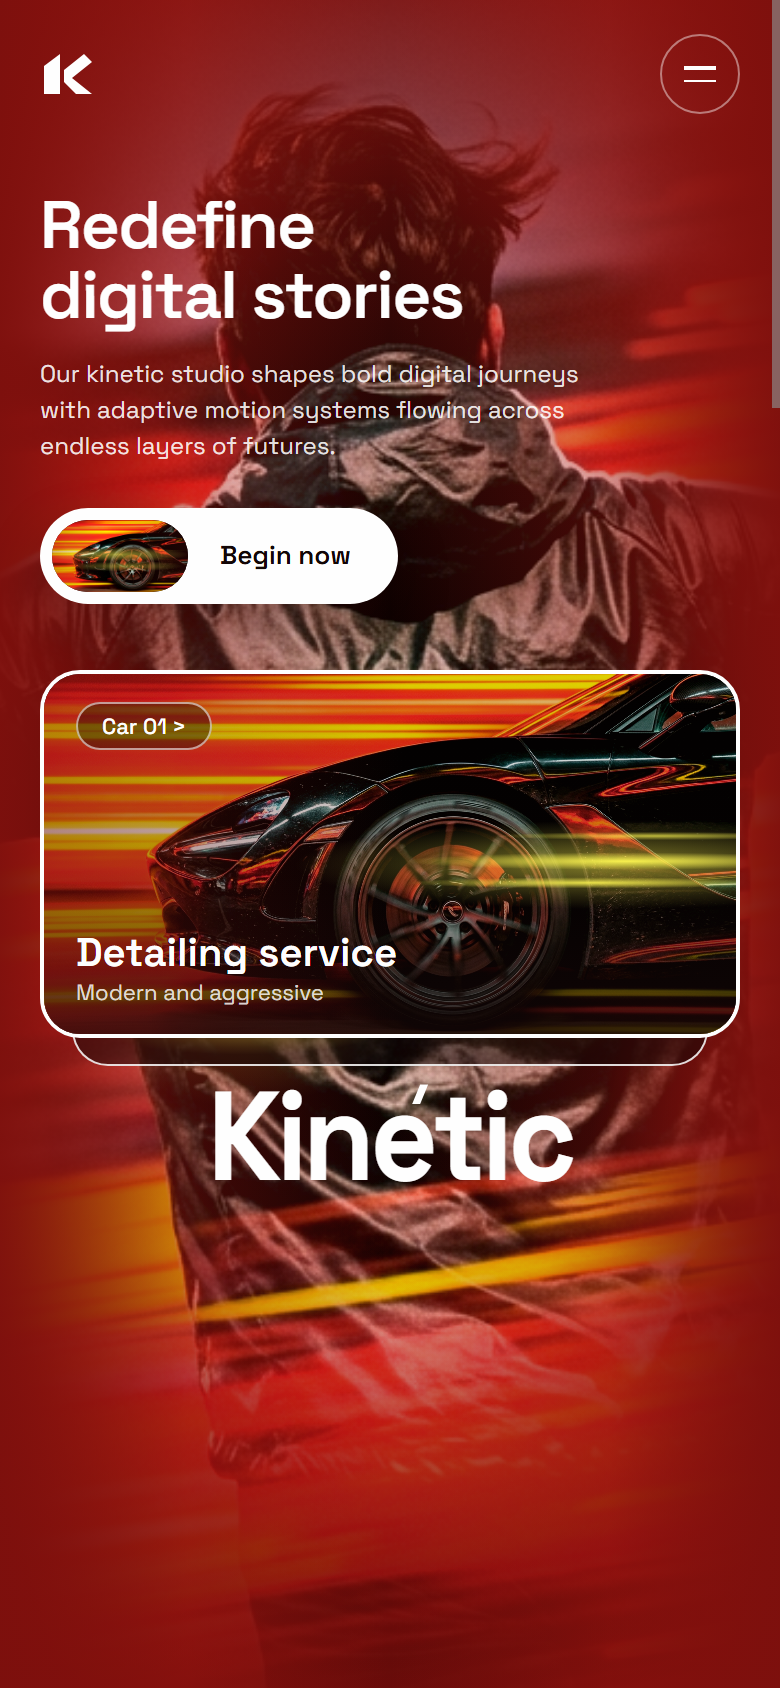 Redefine
digital stories
Our kinetic studio shapes bold digital journeys
with adaptive motion systems flowing across
endless layers of futures.
Begin now
Car 01 >
Detailing service
Modern and aggressive
Kinétic